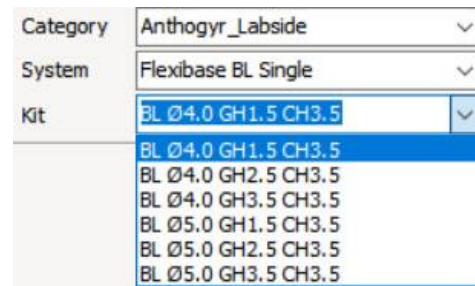 Category Anthogyr_Labside
System Flexibase BL Single
Kit BL Ø4.0 GH1.5 CH3.5
BL Ø4.0 GH1.5 CH3.5
BL Ø4.0 GH2.5 CH3.5
BL Ø4.0 GH3.5 CH3.5
BL Ø5.0 GH1.5 CH3.5
BL Ø5.0 GH2.5 CH3.5
BL Ø5.0 GH3.5 CH3.5